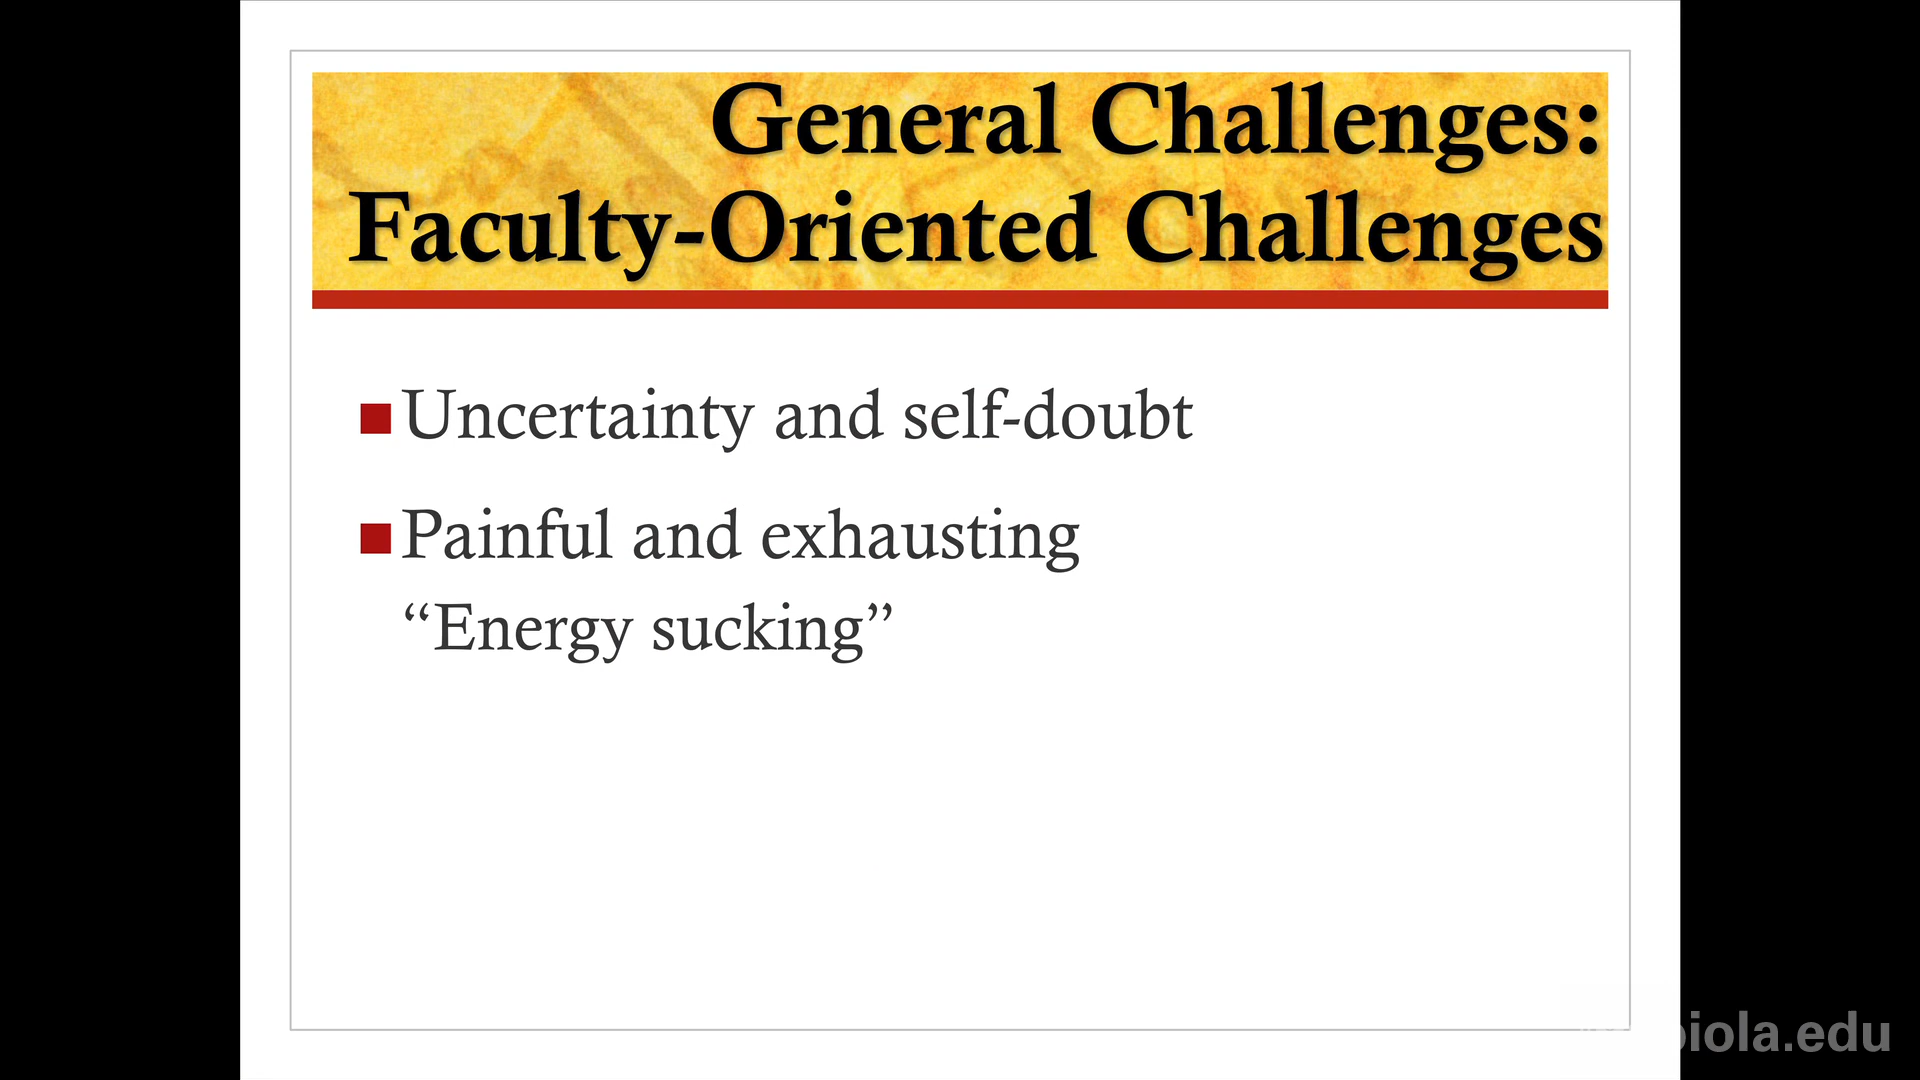 General Challenges:
Faculty-Oriented Challenges
Uncertainty and self-doubt
Painful and exhausting
“Energy sucking”
biola.edu